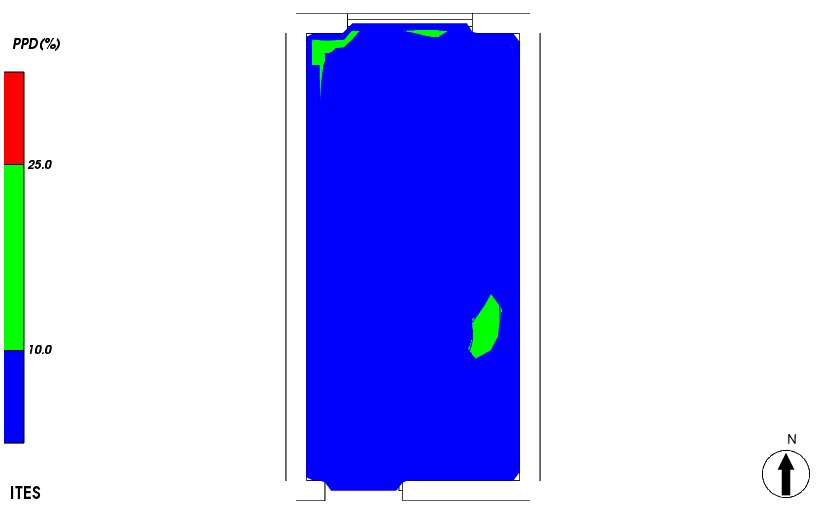 PPD(%)
25.0
10.0
N
ITES